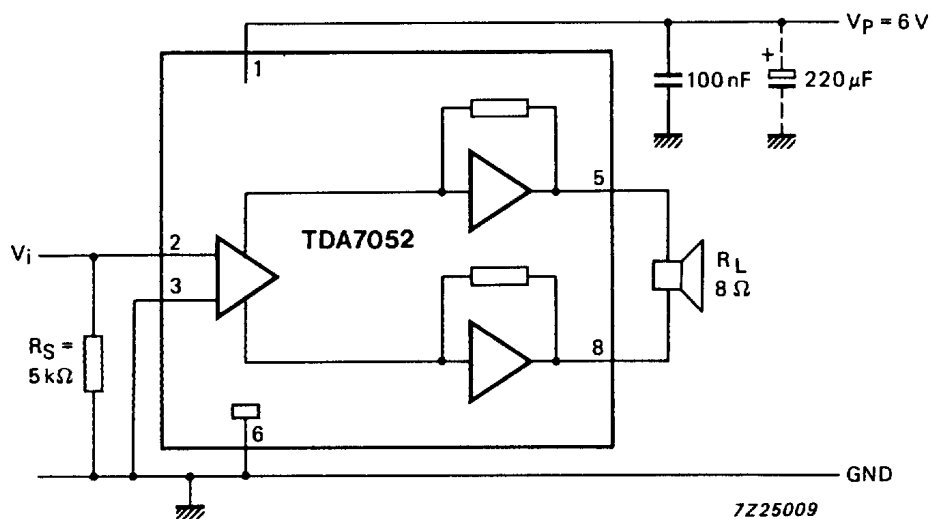 V_P = 6 V
1
+
100 nF
220 μF
5
TDA7052
V_i
2
3
R_L
8 Ω
R_S =
5 kΩ
8
6
GND
7Z25009